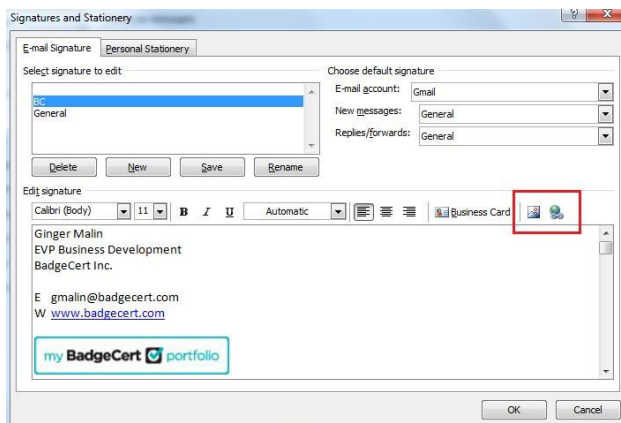 Signatures and Stationery
E-mail Signature Personal Stationery
Select signature to edit
Choose default signature
BC
General
E-mail account: Gmail
New messages: General
Replies/forwards: General
Delete New Save Rename
Edit signature
Calibri (Body) 11 B I U Automatic Business Card
Ginger Malin
EVP Business Development
BadgeCert Inc.
E gmalin@badgecert.com
W www.badgecert.com
my BadgeCert portfolio
OK Cancel